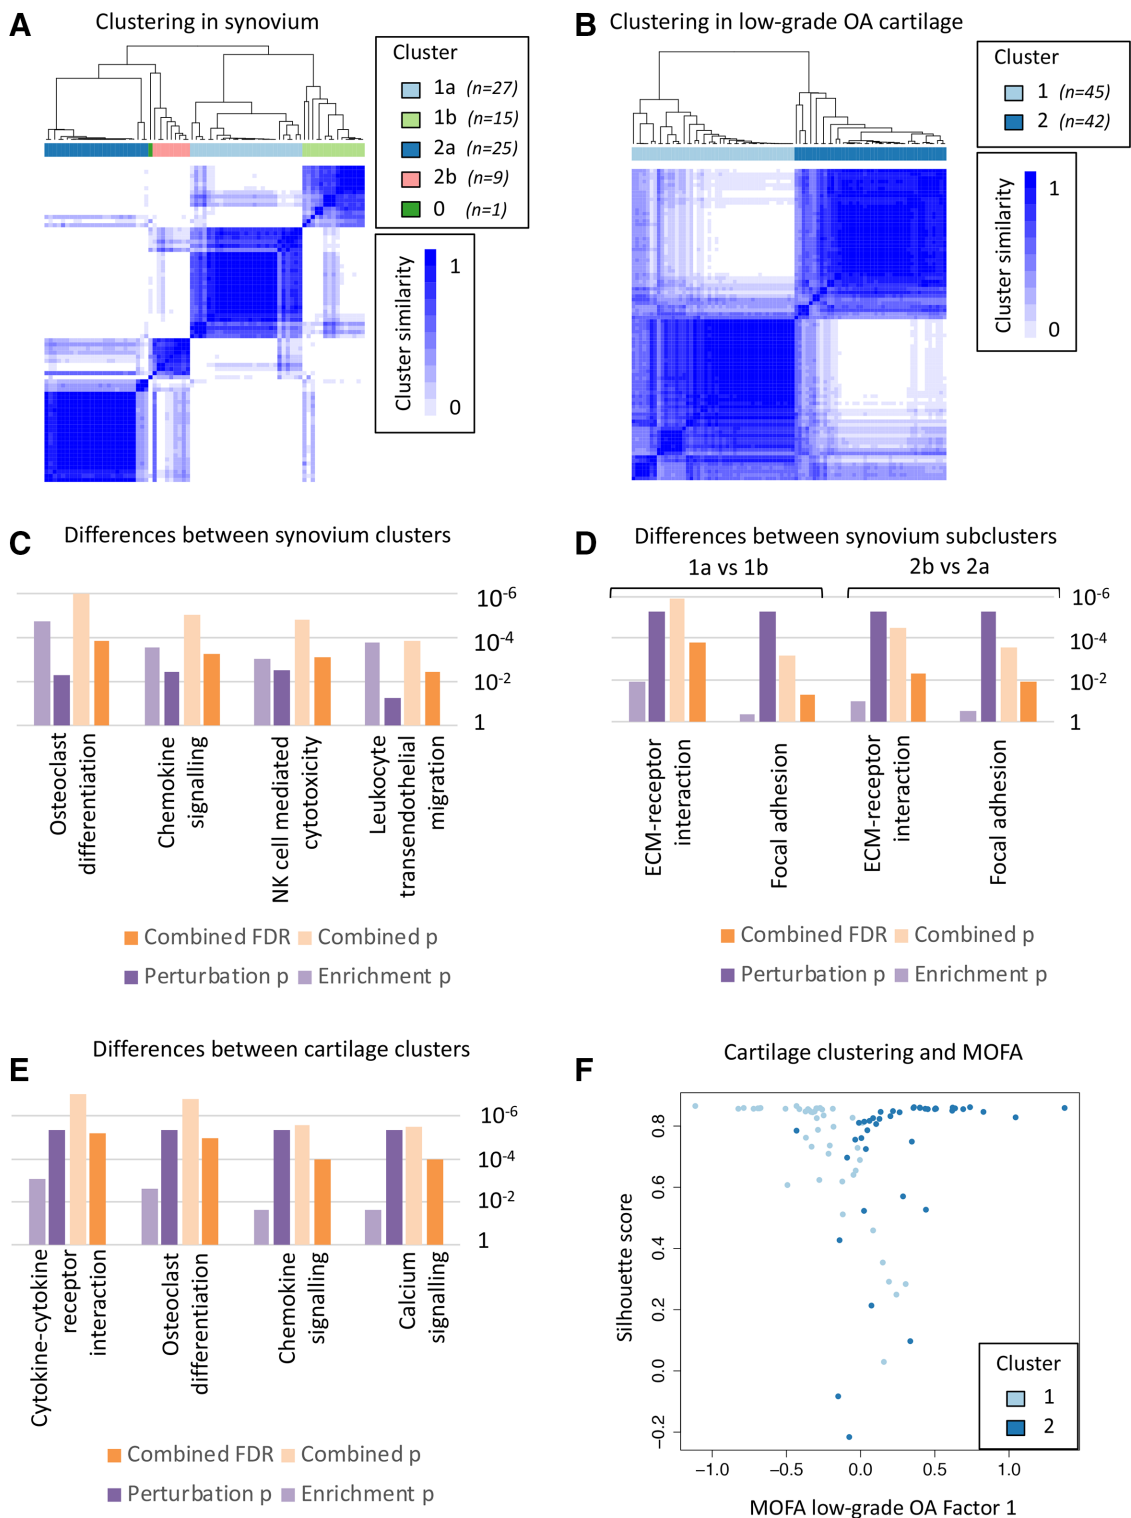 A
Clustering in synovium
Cluster
1a (n=27)
1b (n=15)
2a (n=25)
2b (n=9)
0 (n=1)
Cluster similarity
1
0
B
Clustering in low-grade OA cartilage
Cluster
1 (n=45)
2 (n=42)
Cluster similarity
1
0
C
Differences between synovium clusters
10-6
10-4
10-2
1
Osteoclast
differentiation
Chemokine
signalling
NK cell mediated
cytotoxicity
Leukocyte
transendothelial
migration
Combined FDR
Combined p
Perturbation p
Enrichment p
D
Differences between synovium subclusters
1a vs 1b
2b vs 2a
10-6
10-4
10-2
1
ECM-receptor
interaction
Focal adhesion
ECM-receptor
interaction
Focal adhesion
Combined FDR
Combined p
Perturbation p
Enrichment p
E
Differences between cartilage clusters
10-6
10-4
10-2
1
Cytokine-cytokine
receptor
interaction
Osteoclast
differentiation
Chemokine
signalling
Calcium
signalling
Combined FDR
Combined p
Perturbation p
Enrichment p
F
Cartilage clustering and MOFA
Silhouette score
0.8
0.6
0.4
0.2
0.0
−0.2
−1.0
−0.5
0.0
0.5
1.0
MOFA low-grade OA Factor 1
Cluster
1
2